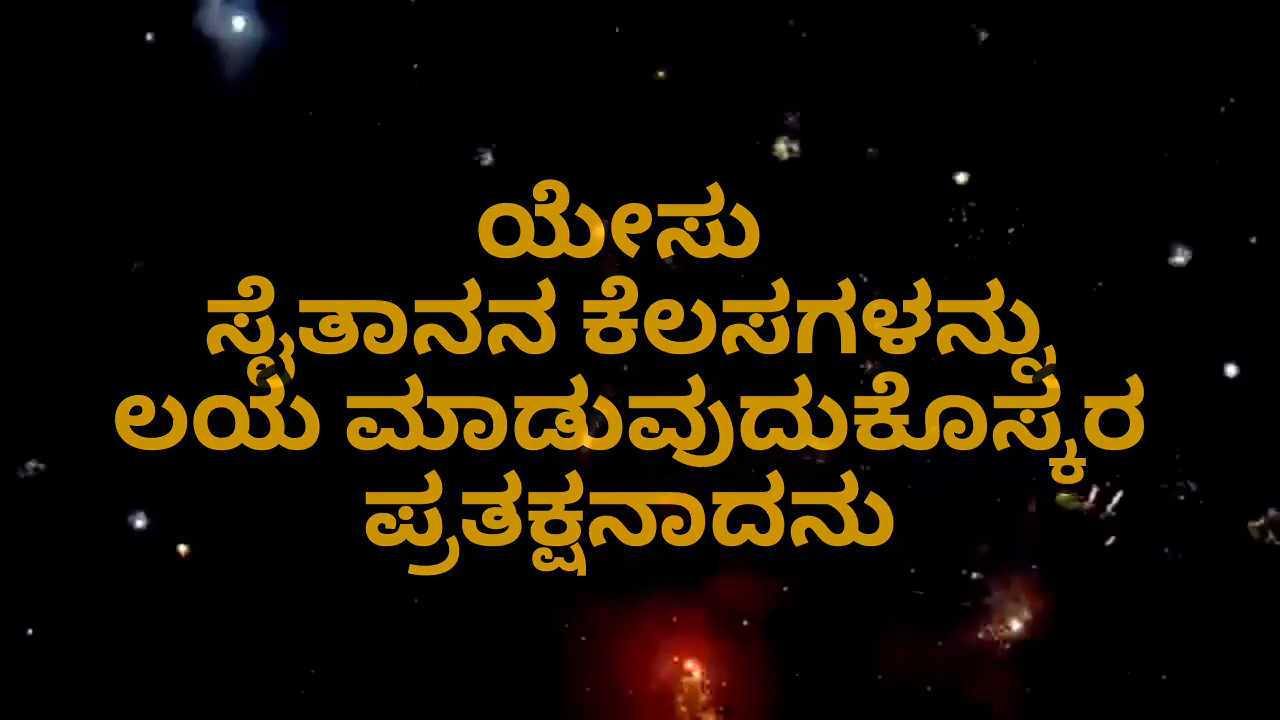 ಯೇಸು
ಸೈತಾನನ ಕೆಲಸಗಳನ್ನು
ಲಯ ಮಾಡುವುದುಕೊಸ್ಕರ
ಪ್ರತಕ್ಷನಾದನು